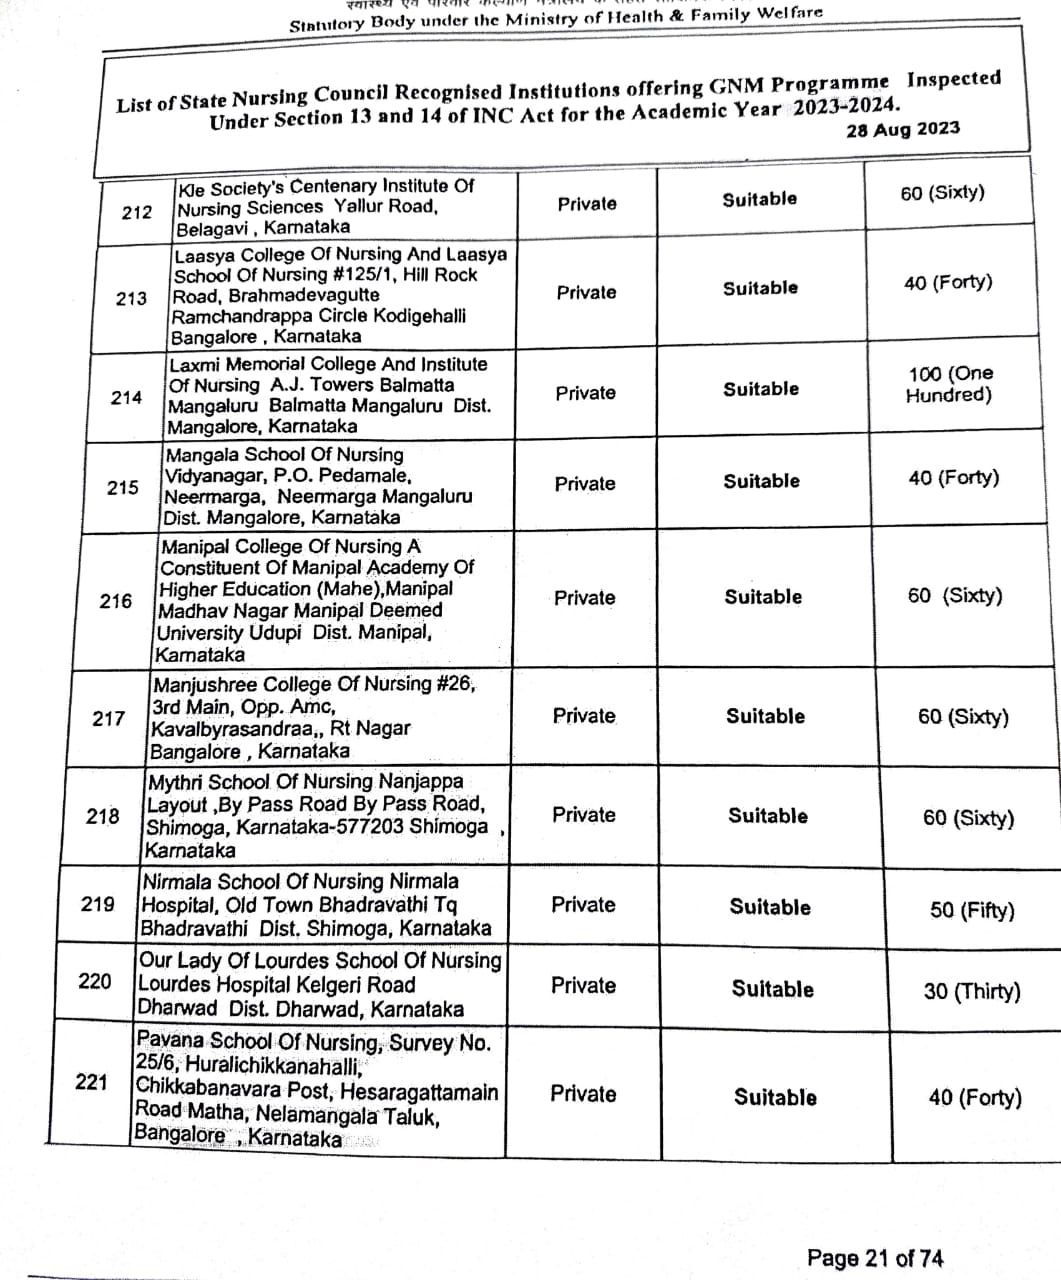 स्वास्थ्य एवं परिवार कल्याण
Statutory Body under the Ministry of Health & Family Welfare
List of State Nursing Council Recognised Institutions offering GNM Programme Inspected
Under Section 13 and 14 of INC Act for the Academic Year 2023-2024.
28 Aug 2023
212 Kle Society's Centenary Institute Of
Nursing Sciences Yallur Road,
Belagavi , Karnataka Private Suitable 60 (Sixty)
213 Laasya College Of Nursing And Laasya
School Of Nursing #125/1, Hill Rock
Road, Brahmadevagutte
Ramchandrappa Circle Kodigehalli
Bangalore , Karnataka Private Suitable 40 (Forty)
214 Laxmi Memorial College And Institute
Of Nursing A.J. Towers Balmatta
Mangaluru Balmatta Mangaluru Dist.
Mangalore, Karnataka Private Suitable 100 (One
Hundred)
215 Mangala School Of Nursing
Vidyanagar, P.O. Pedamale,
Neermarga, Neermarga Mangaluru
Dist. Mangalore, Karnataka Private Suitable 40 (Forty)
216 Manipal College Of Nursing A
Constituent Of Manipal Academy Of
Higher Education (Mahe),Manipal
Madhav Nagar Manipal Deemed
University Udupi Dist. Manipal,
Karnataka Private Suitable 60 (Sixty)
217 Manjushree College Of Nursing #26,
3rd Main, Opp. Amc,
Kavalbyrasandraa,, Rt Nagar
Bangalore , Karnataka Private Suitable 60 (Sixty)
218 Mythri School Of Nursing Nanjappa
Layout ,By Pass Road By Pass Road,
Shimoga, Karnataka-577203 Shimoga ,
Karnataka Private Suitable 60 (Sixty)
219 Nirmala School Of Nursing Nirmala
Hospital, Old Town Bhadravathi Tq
Bhadravathi Dist. Shimoga, Karnataka Private Suitable 50 (Fifty)
220 Our Lady Of Lourdes School Of Nursing
Lourdes Hospital Kelgeri Road
Dharwad Dist. Dharwad, Karnataka Private Suitable 30 (Thirty)
221 Pavana School Of Nursing, Survey No.
25/6, Huralichikkanahalli,
Chikkabanavara Post, Hesaragattamain
Road Matha, Nelamangala Taluk,
Bangalore , Karnataka Private Suitable 40 (Forty)
Page 21 of 74